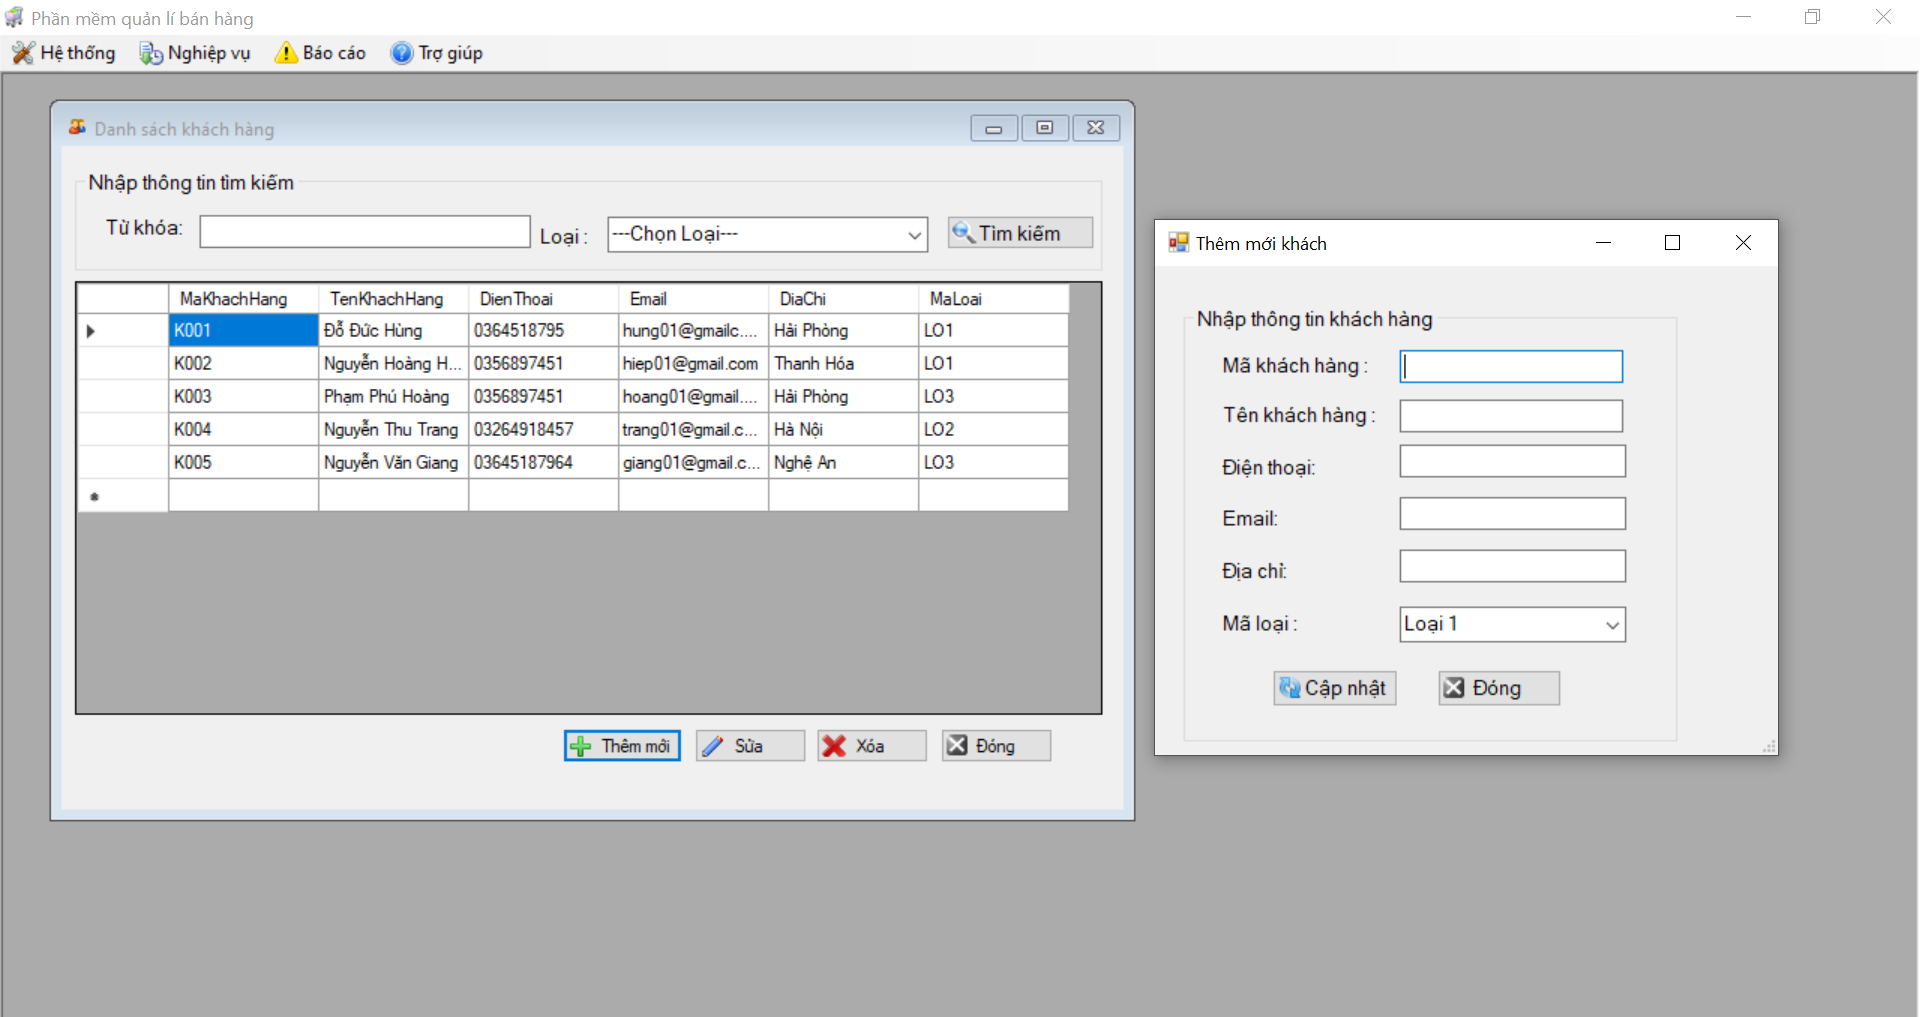 Phần mềm quản lí bán hàng
Hệ thống Nghiệp vụ Báo cáo Trợ giúp
Danh sách khách hàng
Nhập thông tin tìm kiếm
Từ khóa: Loại : ---Chọn Loại--- Tìm kiếm
MaKhachHang TenKhachHang DienThoai Email DiaChi MaLoai
K001 Đỗ Đức Hùng 0364518795 hung01@gmailc.... Hải Phòng LO1
K002 Nguyễn Hoàng H... 0356897451 hiep01@gmail.com Thanh Hóa LO1
K003 Phạm Phú Hoàng 0356897451 hoang01@gmail.... Hải Phòng LO3
K004 Nguyễn Thu Trang 03264918457 trang01@gmail.c... Hà Nội LO2
K005 Nguyễn Văn Giang 03645187964 giang01@gmail.c... Nghệ An LO3
Thêm mới Sửa Xóa Đóng
Thêm mới khách
Nhập thông tin khách hàng
Mã khách hàng :
Tên khách hàng :
Điện thoại:
Email:
Địa chỉ:
Mã loại : Loại 1
Cập nhật Đóng